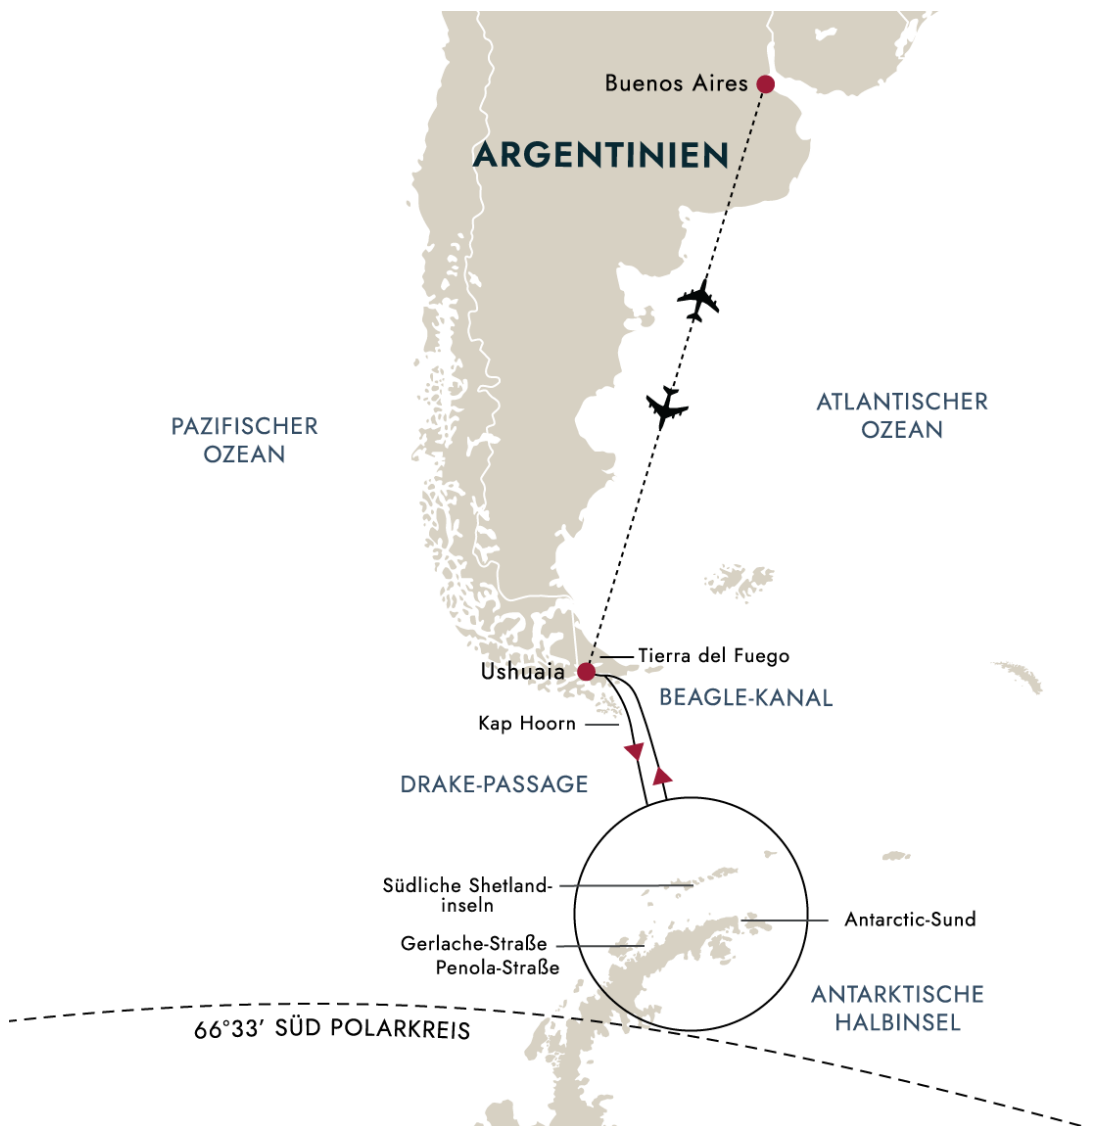 Buenos Aires
ARGENTINIEN
PAZIFISCHER
OZEAN
ATLANTISCHER
OZEAN
Tierra del Fuego
Ushuaia
BEAGLE-KANAL
Kap Hoorn
DRAKE-PASSAGE
Südliche Shetland-
inseln
Antarctic-Sund
Gerlache-Straße
Penola-Straße
ANTARKTISCHE
HALBINSEL
66°33’ SÜD POLARKREIS